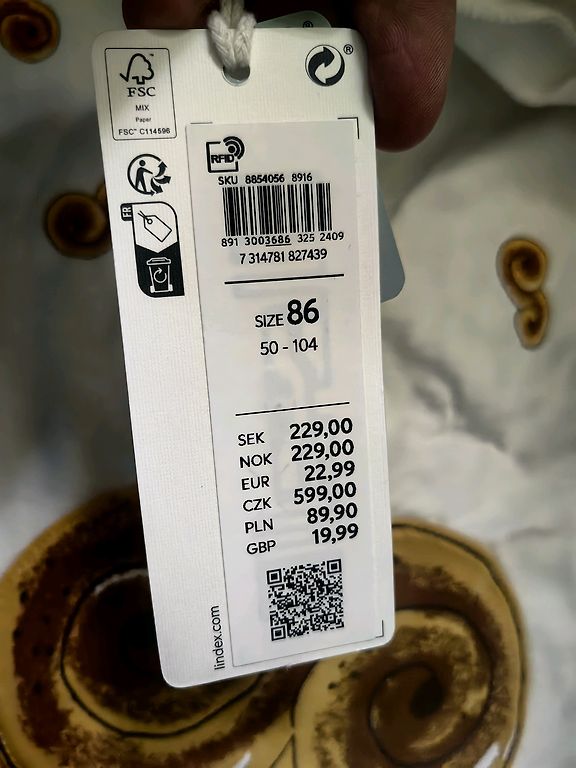 FSC
MIX
Paper
FSC™ C114596
®
FR
RFID
SKU 8854056 8916
891 3003686 325 2409
7 314781 827439
SIZE 86
50 - 104
SEK 229,00
NOK 229,00
EUR 22,99
CZK 599,00
PLN 89,90
GBP 19,99
lindex.com